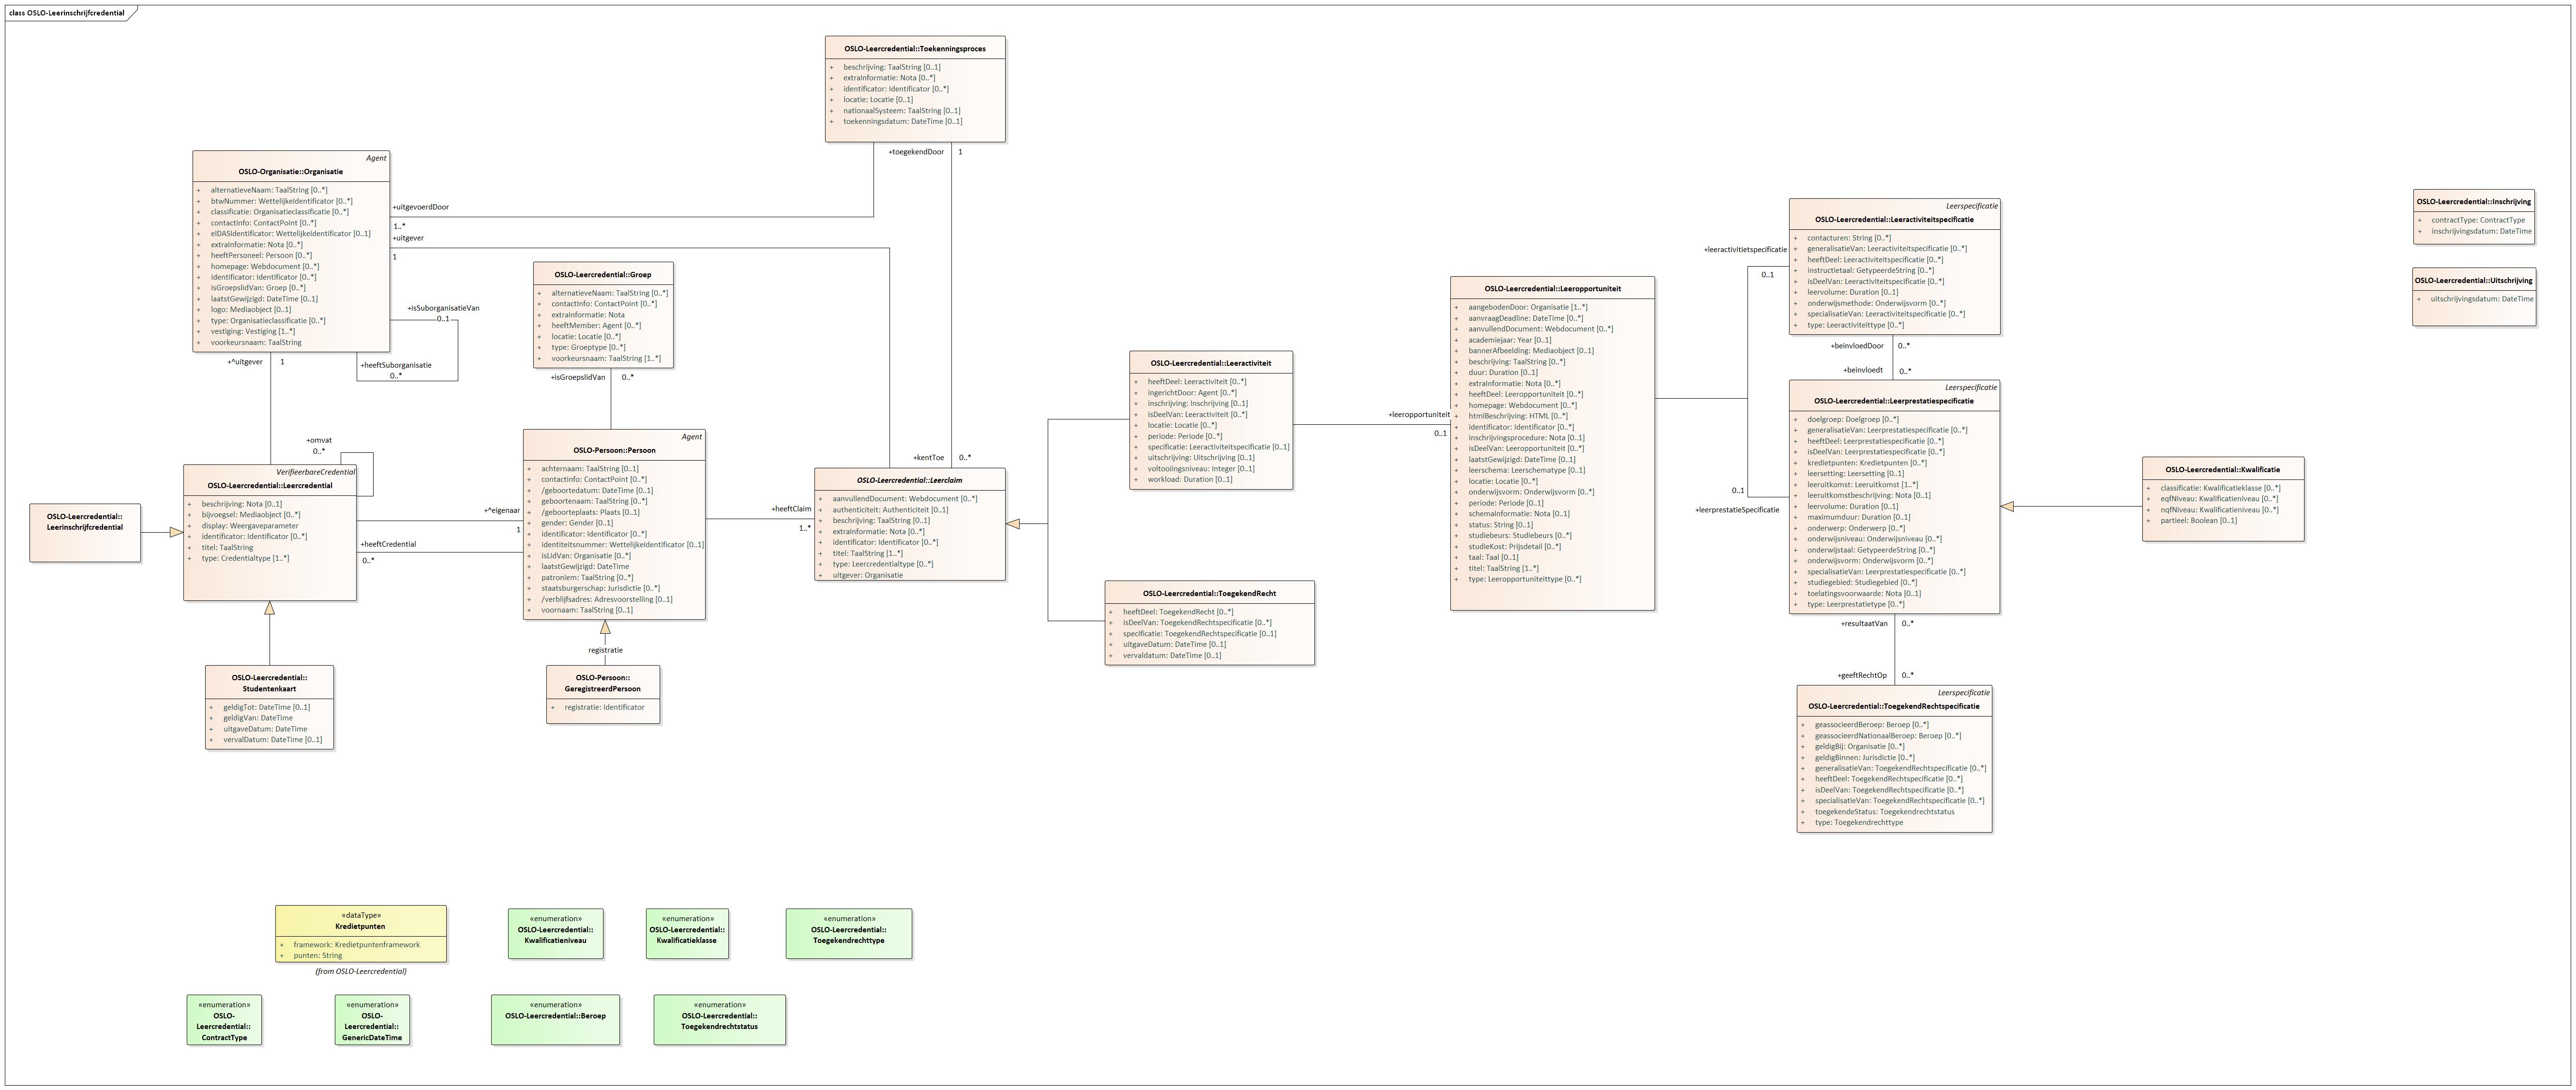 class OSLO-Leerinschrijfcredential
OSLO-Leercredential::Toekenningsproces
+ beschrijving: TaalString [0..1]
+ extraInformatie: Nota [0..*]
+ identificator: Identificator [0..*]
+ locatie: Locatie [0..1]
+ nationaalSysteem: TaalString [0..1]
+ toekenningsdatum: DateTime [0..1]
+toegekendDoor 1
Agent
OSLO-Organisatie::Organisatie
+ alternatieveNaam: TaalString [0..*]
+ btwNummer: WettelijkeIdentificator [0..*]
+ classificatie: Organisatieclassificatie [0..*]
+ contactinfo: ContactPoint [0..*]
+ eIDASIdentificator: WettelijkeIdentificator [0..1]
+ extraInformatie: Nota [0..*]
+ heeftPersoneel: Persoon [0..*]
+ homepage: Webdocument [0..*]
+ identificator: Identificator [0..*]
+ isGroepslidVan: Groep [0..*]
+ laatstGewijzigd: DateTime [0..1]
+ logo: Mediaobject [0..1]
+ type: Organisatieclassificatie [0..*]
+ vestiging: Vestiging [1..*]
+ voorkeursnaam: TaalString
+uitgevoerdDoor
1..*
+uitgever
1
+isSuborganisatieVan
0..1
+heeftSuborganisatie
0..*
+^uitgever 1
OSLO-Leercredential::Groep
+ alternatieveNaam: TaalString [0..*]
+ contactinfo: ContactPoint [0..*]
+ extraInformatie: Nota
+ heeftMember: Agent [0..*]
+ locatie: Locatie [0..*]
+ type: Groeptype [0..*]
+ voorkeursnaam: TaalString [1..*]
+isGroepslidVan 0..*
+omvat
0..*
VerifieerbareCredential
OSLO-Leercredential::Leercredential
+ beschrijving: Nota [0..1]
+ bijvoegsel: Mediaobject [0..*]
+ display: Weergaveparameter
+ identificator: Identificator [0..*]
+ titel: TaalString
+ type: Credentialtype [1..*]
OSLO-Leercredential::
Leerinschrijfcredential
+^eigenaar
1
+heeftCredential
0..*
Agent
OSLO-Persoon::Persoon
+ achternaam: TaalString [0..1]
+ contactinfo: ContactPoint [0..*]
+ /geboortedatum: DateTime [0..1]
+ geboortenaam: TaalString [0..*]
+ /geboorteplaats: Plaats [0..1]
+ gender: Gender [0..1]
+ identificator: Identificator [0..*]
+ identiteitsnummer: WettelijkeIdentificator [0..1]
+ isLidVan: Organisatie [0..*]
+ laatstGewijzigd: DateTime
+ patroniem: TaalString [0..*]
+ staatsburgerschap: Jurisdictie [0..*]
+ /verblijfsadres: Adresvoorstelling [0..1]
+ voornaam: TaalString [0..1]
+heeftClaim
1..*
+kentToe 0..*
OSLO-Leercredential::Leerclaim
+ aanvullendDocument: Webdocument [0..*]
+ authenticiteit: Authenticiteit [0..1]
+ beschrijving: TaalString [0..1]
+ extraInformatie: Nota [0..*]
+ identificator: Identificator [0..*]
+ titel: TaalString [1..*]
+ type: Leercredentialtype [0..*]
+ uitgever: Organisatie
OSLO-Leercredential::
Studentenkaart
+ geldigTot: DateTime [0..1]
+ geldigVan: DateTime
+ uitgaveDatum: DateTime
+ vervalDatum: DateTime [0..1]
registratie
OSLO-Persoon::
GeregistreerdPersoon
+ registratie: Identificator
OSLO-Leercredential::Leeractiviteit
+ heeftDeel: Leeractiviteit [0..*]
+ ingerichtDoor: Agent [0..*]
+ Inschrijving: Inschrijving [0..1]
+ isDeelVan: Leeractiviteit [0..*]
+ locatie: Locatie [0..*]
+ periode: Periode [0..*]
+ specificatie: Leeractiviteitspecificatie [0..1]
+ uitschrijving: Uitschrijving [0..1]
+ voltooiingsniveau: Integer [0..1]
+ workload: Duration [0..1]
+leeropportuniteit
0..1
OSLO-Leercredential::ToegekendRecht
+ heeftDeel: ToegekendRecht [0..*]
+ isDeelVan: ToegekendRechtspecificatie [0..*]
+ specificatie: ToegekendRechtspecificatie [0..1]
+ uitgaveDatum: DateTime [0..1]
+ vervaldatum: DateTime [0..1]
OSLO-Leercredential::Leeropportuniteit
+ aangebodenDoor: Organisatie [1..*]
+ aanvraagDeadline: DateTime [0..*]
+ aanvullendDocument: Webdocument [0..*]
+ academiejaar: Year [0..1]
+ bannerAfbeelding: Mediaobject [0..1]
+ beschrijving: TaalString [0..*]
+ duur: Duration [0..1]
+ extraInformatie: Nota [0..*]
+ heeftDeel: Leeropportuniteit [0..*]
+ homepage: Webdocument [0..*]
+ htmlBeschrijving: HTML [0..*]
+ identificator: Identificator [0..*]
+ inschrijvingsprocedure: Nota [0..1]
+ isDeelVan: Leeropportuniteit [0..*]
+ laatstGewijzigd: DateTime [0..1]
+ leerschema: Leerschematype [0..1]
+ locatie: Locatie [0..*]
+ onderwijsvorm: Onderwijsvorm [0..*]
+ periode: Periode [0..1]
+ schemainformatie: Nota [0..1]
+ status: String [0..1]
+ studiebeurs: Studiebeurs [0..*]
+ studieKost: Prijsdetail [0..*]
+ taal: Taal [0..1]
+ titel: TaalString [1..*]
+ type: Leeropportuniteittype [0..*]
+leeractivitietspecificatie
0..1
0..1
+leerprestatieSpecificatie
Leerspecificatie
OSLO-Leercredential::Leeractiviteitspecificatie
+ contacturen: String [0..*]
+ generalisatieVan: Leeractiviteitspecificatie [0..*]
+ heeftDeel: Leeractiviteitspecificatie [0..*]
+ instructietaal: GetypeerdeString [0..*]
+ isDeelVan: Leeractiviteitspecificatie [0..*]
+ leervolume: Duration [0..1]
+ onderwijsmethode: Onderwijsvorm [0..*]
+ specialisatieVan: Leeractiviteitspecificatie [0..*]
+ type: Leeractiviteittype [0..*]
+beinvloedDoor 0..*
+beinvloedt 0..*
Leerspecificatie
OSLO-Leercredential::Leerprestatiespecificatie
+ doelgroep: Doelgroep [0..*]
+ generalisatieVan: Leerprestatiespecificatie [0..*]
+ heeftDeel: Leerprestatiespecificatie [0..*]
+ isDeelVan: Leerprestatiespecificatie [0..*]
+ kredietpunten: Kredietpunten [0..*]
+ leersetting: Leersetting [0..1]
+ leeruitkomst: Leeruitkomst [1..*]
+ leeruitkomstbeschrijving: Nota [0..1]
+ leervolume: Duration [0..1]
+ maximumduur: Duration [0..1]
+ onderwerp: Onderwerp [0..*]
+ onderwijsniveau: Onderwijsniveau [0..*]
+ onderwijstaal: GetypeerdeString [0..*]
+ onderwijsvorm: Onderwijsvorm [0..*]
+ specialisatieVan: Leerprestatiespecificatie [0..*]
+ studiegebied: Studiegebied [0..*]
+ toelatingsvoorwaarde: Nota [0..1]
+ type: Leerprestatietype [0..*]
+resultaatVan 0..*
+geeftRechtOp 0..*
Leerspecificatie
OSLO-Leercredential::ToegekendRechtspecificatie
+ geassocieerdBeroep: Beroep [0..*]
+ geassocieerdNationaalBeroep: Beroep [0..*]
+ geldigBij: Organisatie [0..*]
+ geldigBinnen: Jurisdictie [0..*]
+ generalisatieVan: ToegekendRechtspecificatie [0..*]
+ heeftDeel: ToegekendRechtspecificatie [0..*]
+ isDeelVan: ToegekendRechtspecificatie [0..*]
+ specialisatieVan: ToegekendRechtspecificatie [0..*]
+ toegekendeStatus: Toegekendrechtstatus
+ type: Toegekendrechttype
OSLO-Leercredential::Kwalificatie
+ classificatie: Kwalificatieklasse [0..*]
+ eqfNiveau: Kwalificatieniveau [0..*]
+ nqfNiveau: Kwalificatieniveau [0..*]
+ partieel: Boolean [0..1]
OSLO-Leercredential::Inschrijving
+ contractType: ContractType
+ inschrijvingsdatum: DateTime
OSLO-Leercredential::Uitschrijving
+ uitschrijvingsdatum: DateTime
«dataType»
Kredietpunten
+ framework: Kredietpuntenframework
+ punten: String
(from OSLO-Leercredential)
«enumeration»
OSLO-Leercredential::
Kwalificatieniveau
«enumeration»
OSLO-Leercredential::
Kwalificatieklasse
«enumeration»
OSLO-Leercredential::
Toegekendrechttype
«enumeration»
OSLO-
Leercredential::
ContractType
«enumeration»
OSLO-
Leercredential::
GenericDateTime
«enumeration»
OSLO-Leercredential::Beroep
«enumeration»
OSLO-Leercredential::
Toegekendrechtstatus